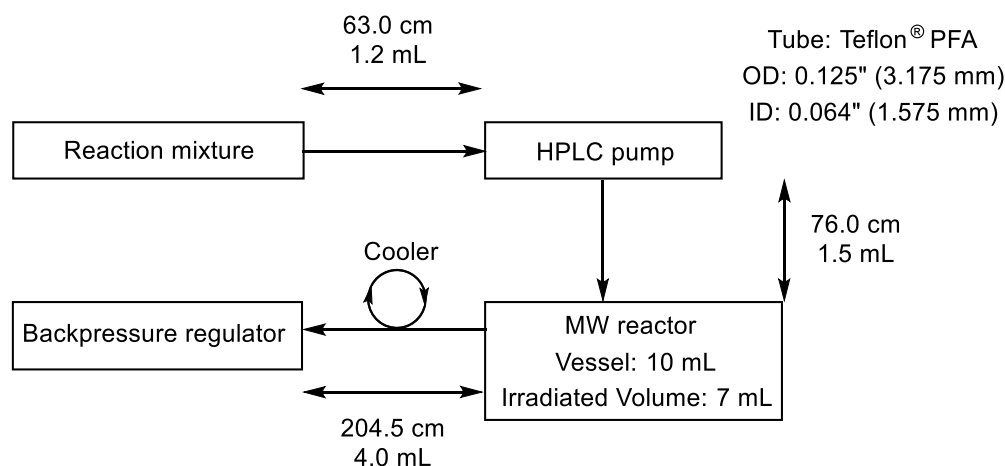 63.0 cm
1.2 mL
Tube: Teflon® PFA
OD: 0.125" (3.175 mm)
ID: 0.064" (1.575 mm)
Reaction mixture
HPLC pump
76.0 cm
1.5 mL
Cooler
Backpressure regulator
MW reactor
Vessel: 10 mL
Irradiated Volume: 7 mL
204.5 cm
4.0 mL